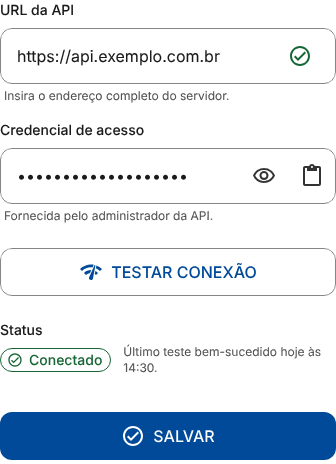 URL da API
https://api.exemplo.com.br
Insira o endereço completo do servidor.
Credencial de acesso
•••••••••••••••••••
Fornecida pelo administrador da API.
TESTAR CONEXÃO
Status
Conectado
Último teste bem-sucedido hoje às
14:30.
SALVAR